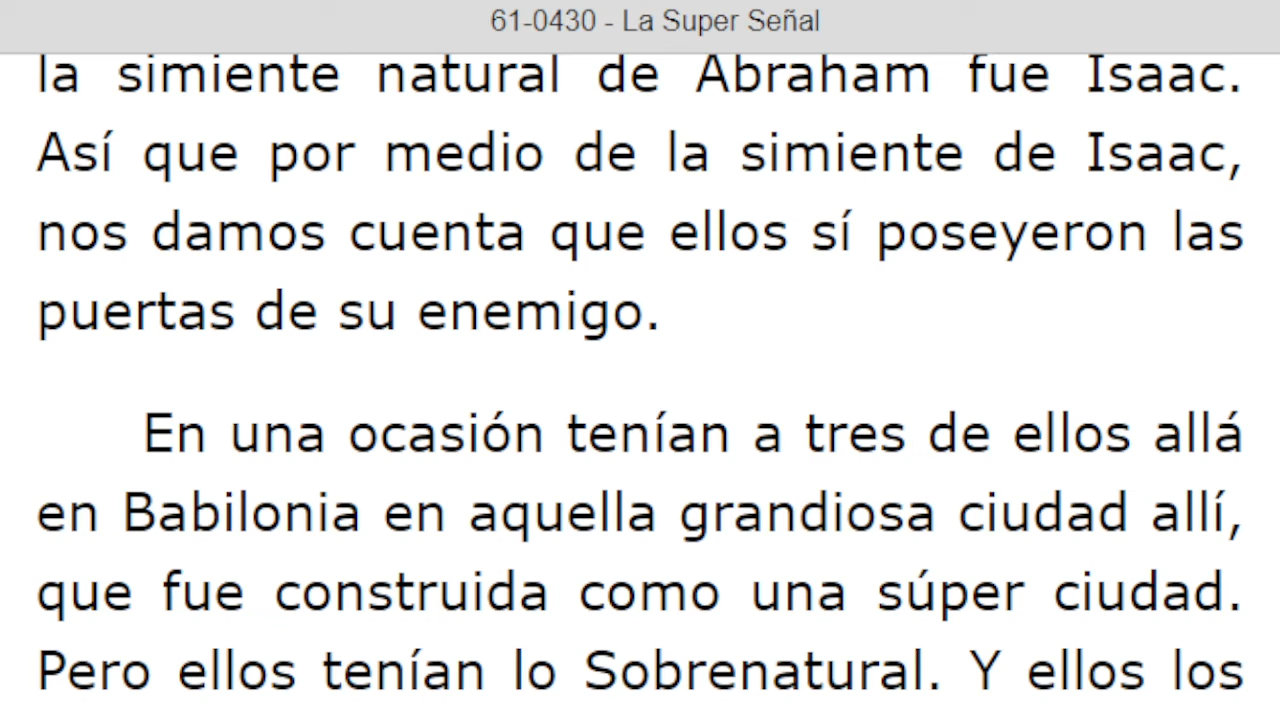 61-0430 - La Super Señal
la simiente natural de Abraham fue Isaac.
Así que por medio de la simiente de Isaac,
nos damos cuenta que ellos sí poseyeron las
puertas de su enemigo.
En una ocasión tenían a tres de ellos allá
en Babilonia en aquella grandiosa ciudad allí,
que fue construida como una súper ciudad.
Pero ellos tenían lo Sobrenatural. Y ellos los